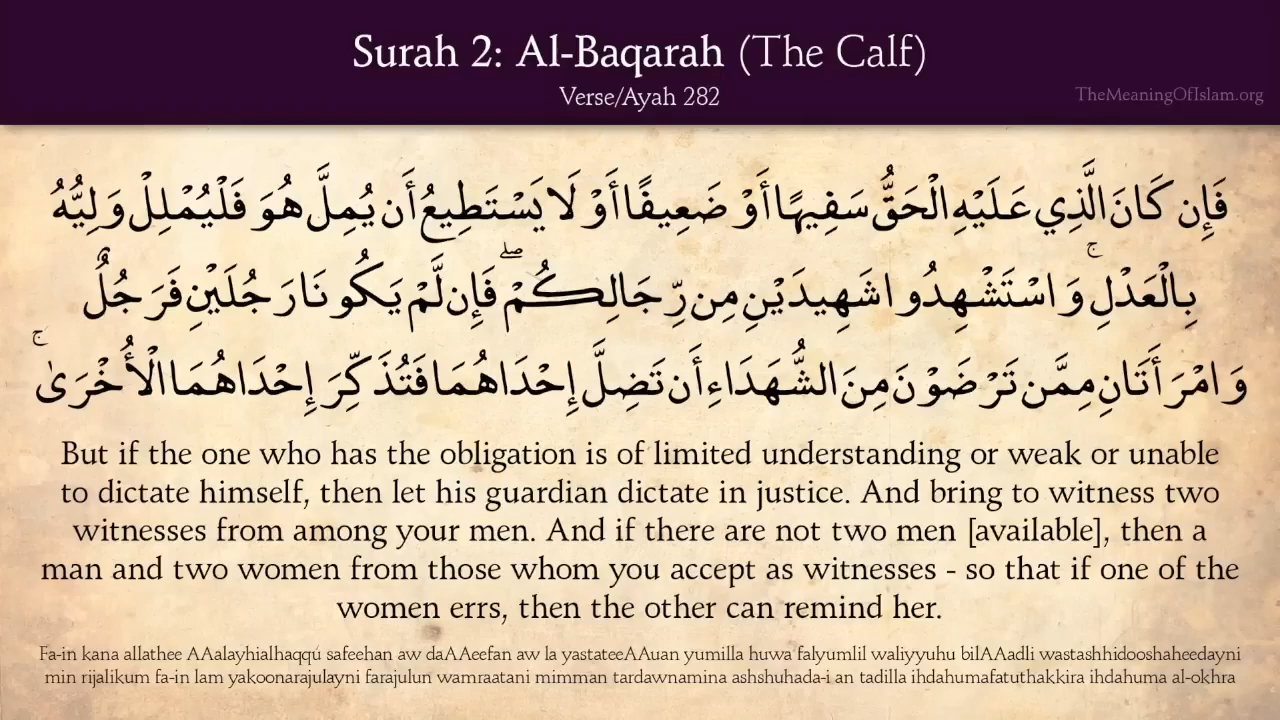 Surah 2: Al-Baqarah (The Calf)
Verse/Ayah 282
TheMeaningOfIslam.org
فَإِن كَانَ الَّذِي عَلَيْهِ الْحَقُّ سَفِيهًا أَوْ ضَعِيفًا أَوْ لَا يَسْتَطِيعُ أَن يُمِلَّ هُوَ فَلْيُمْلِلْ وَلِيُّهُ
بِالْعَدْلِ ۚ وَاسْتَشْهِدُوا شَهِيدَيْنِ مِن رِّجَالِكُمْ ۖ فَإِن لَّمْ يَكُونَا رَجُلَيْنِ فَرَجُلٌ
وَامْرَأَتَانِ مِمَّن تَرْضَوْنَ مِنَ الشُّهَدَاءِ أَن تَضِلَّ إِحْدَاهُمَا فَتُذَكِّرَ إِحْدَاهُمَا الْأُخْرَىٰ ۚ
But if the one who has the obligation is of limited understanding or weak or unable
to dictate himself, then let his guardian dictate in justice. And bring to witness two
witnesses from among your men. And if there are not two men [available], then a
man and two women from those whom you accept as witnesses - so that if one of the
women errs, then the other can remind her.
Fa-in kana allathee AAalayhialhaqqu safeehan aw daAAeefan aw la yastateeAAuan yumilla huwa falyumlil waliyyuhu bilAAadli wastashhidooshaheedayni
min rijalikum fa-in lam yakoonarajulayni farajulun wamraatani mimman tardawnamina ashshuhada-i an tadilla ihdahumafatuthakkira ihdahuma al-okhra